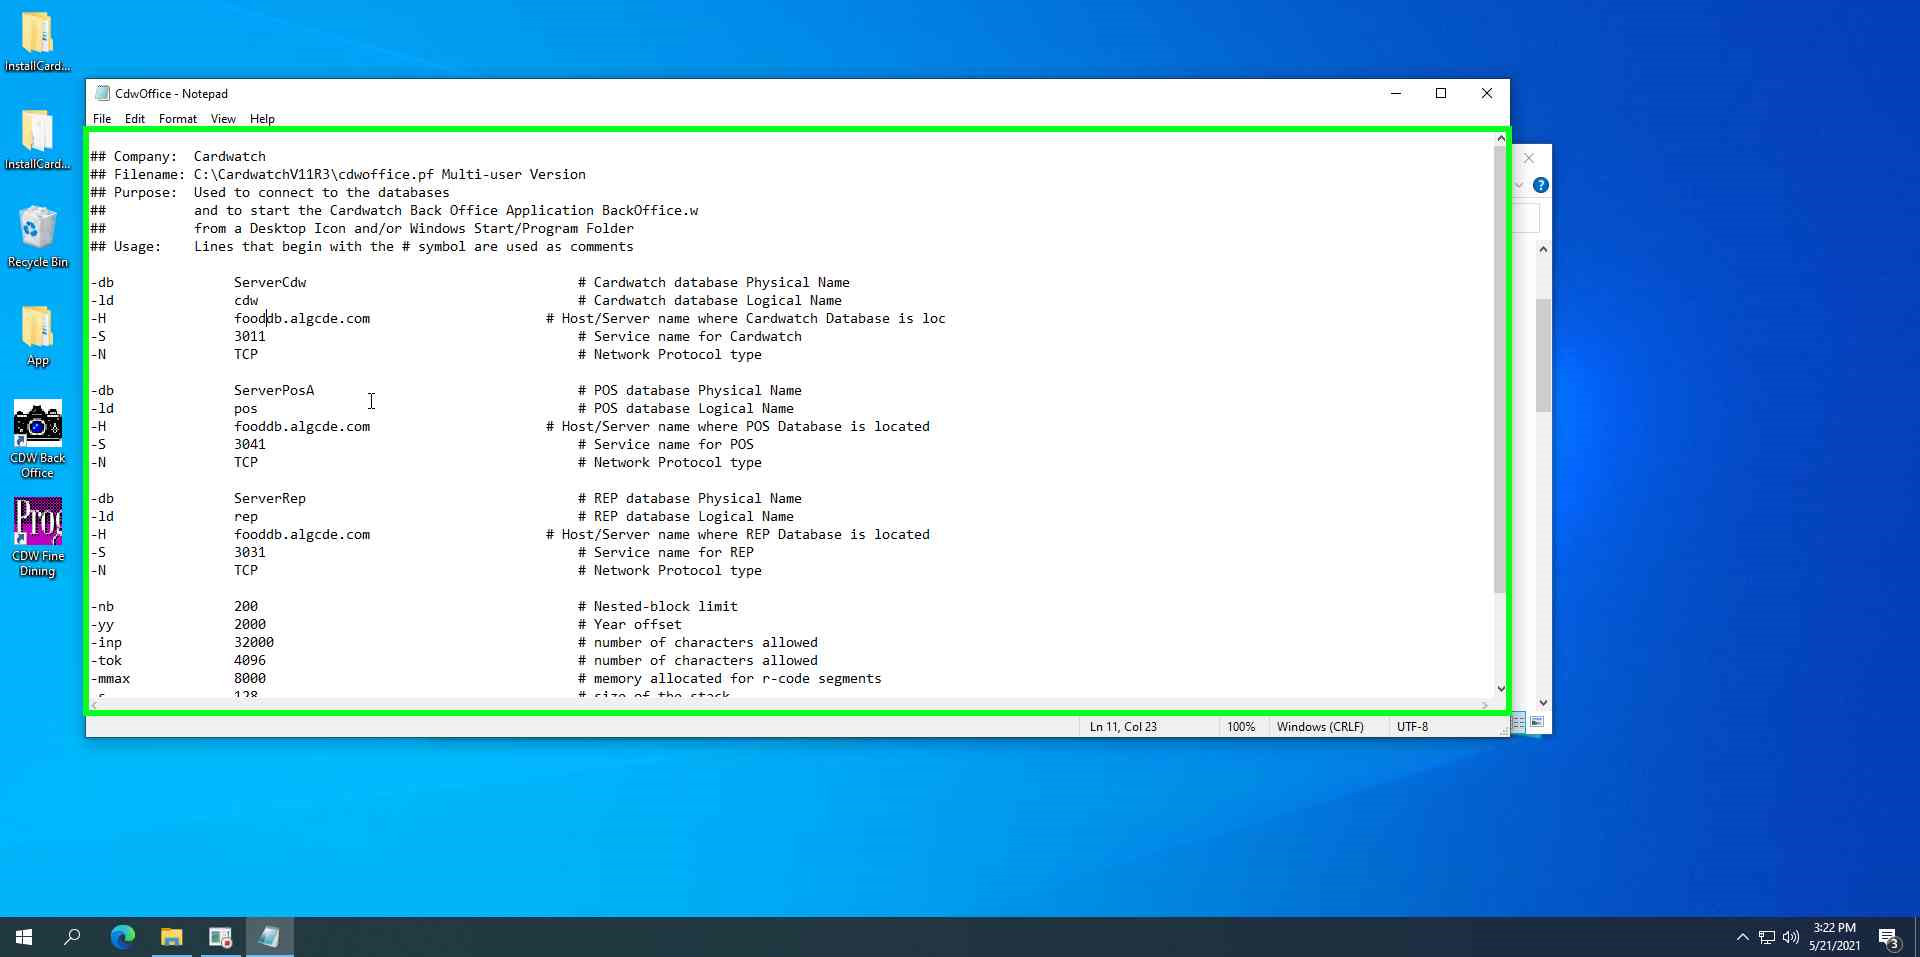 InstallCard...
InstallCard...
Recycle Bin
App
CDW Back
Office
Prog
CDW Fine
Dining
CdwOffice - Notepad
File Edit Format View Help
## Company: Cardwatch
## Filename: C:\CardwatchV11R3\cdwoffice.pf Multi-user Version
## Purpose: Used to connect to the databases
## and to start the Cardwatch Back Office Application BackOffice.w
## from a Desktop Icon and/or Windows Start/Program Folder
## Usage: Lines that begin with the # symbol are used as comments
-db ServerCdw # Cardwatch database Physical Name
-ld cdw # Cardwatch database Logical Name
-H fooddb.algcde.com # Host/Server name where Cardwatch Database is loc
-S 3011 # Service name for Cardwatch
-N TCP # Network Protocol type
-db ServerPosA # POS database Physical Name
-ld pos # POS database Logical Name
-H fooddb.algcde.com # Host/Server name where POS Database is located
-S 3041 # Service name for POS
-N TCP # Network Protocol type
-db ServerRep # REP database Physical Name
-ld rep # REP database Logical Name
-H fooddb.algcde.com # Host/Server name where REP Database is located
-S 3031 # Service name for REP
-N TCP # Network Protocol type
-nb 200 # Nested-block limit
-yy 2000 # Year offset
-inp 32000 # number of characters allowed
-tok 4096 # number of characters allowed
-mmax 8000 # memory allocated for r-code segments
-s 128 # size of the stack
Ln 11, Col 23 100% Windows (CRLF) UTF-8
3:22 PM
5/21/2021
3